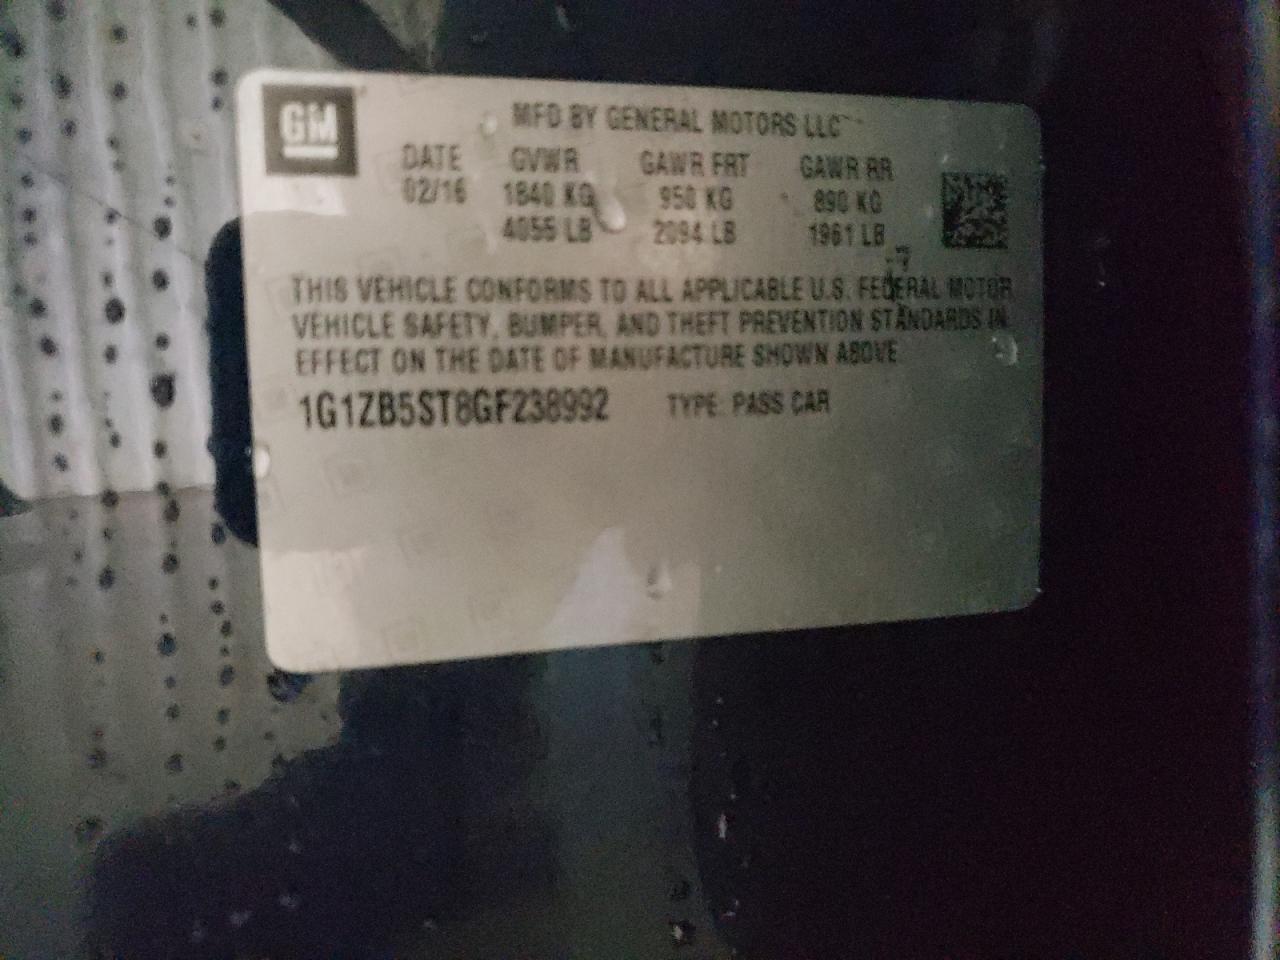 GM
MFD BY GENERAL MOTORS LLC
DATE GVWR GAWR FRT GAWR RR
02/16 1840 KG 950 KG 890 KG
4055 LB 2094 LB 1961 LB
THIS VEHICLE CONFORMS TO ALL APPLICABLE U.S. FEDERAL MOTOR
VEHICLE SAFETY, BUMPER, AND THEFT PREVENTION STANDARDS IN
EFFECT ON THE DATE OF MANUFACTURE SHOWN ABOVE.
1G1ZB5ST8GF238992 TYPE: PASS CAR